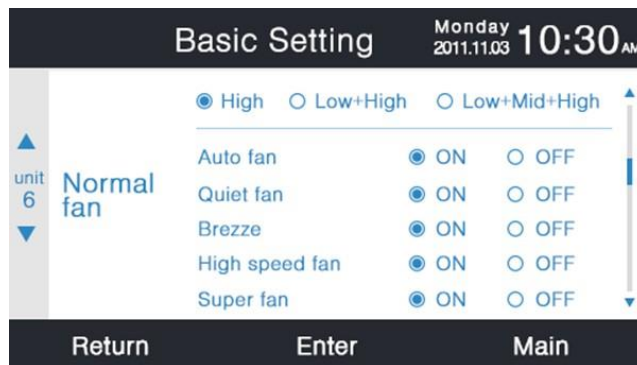 Basic Setting
Monday
2011.11.03
10:30 AM
High Low+High Low+Mid+High
unit
6
Normal
fan
Auto fan ON OFF
Quiet fan ON OFF
Brezze ON OFF
High speed fan ON OFF
Super fan ON OFF
Return Enter Main